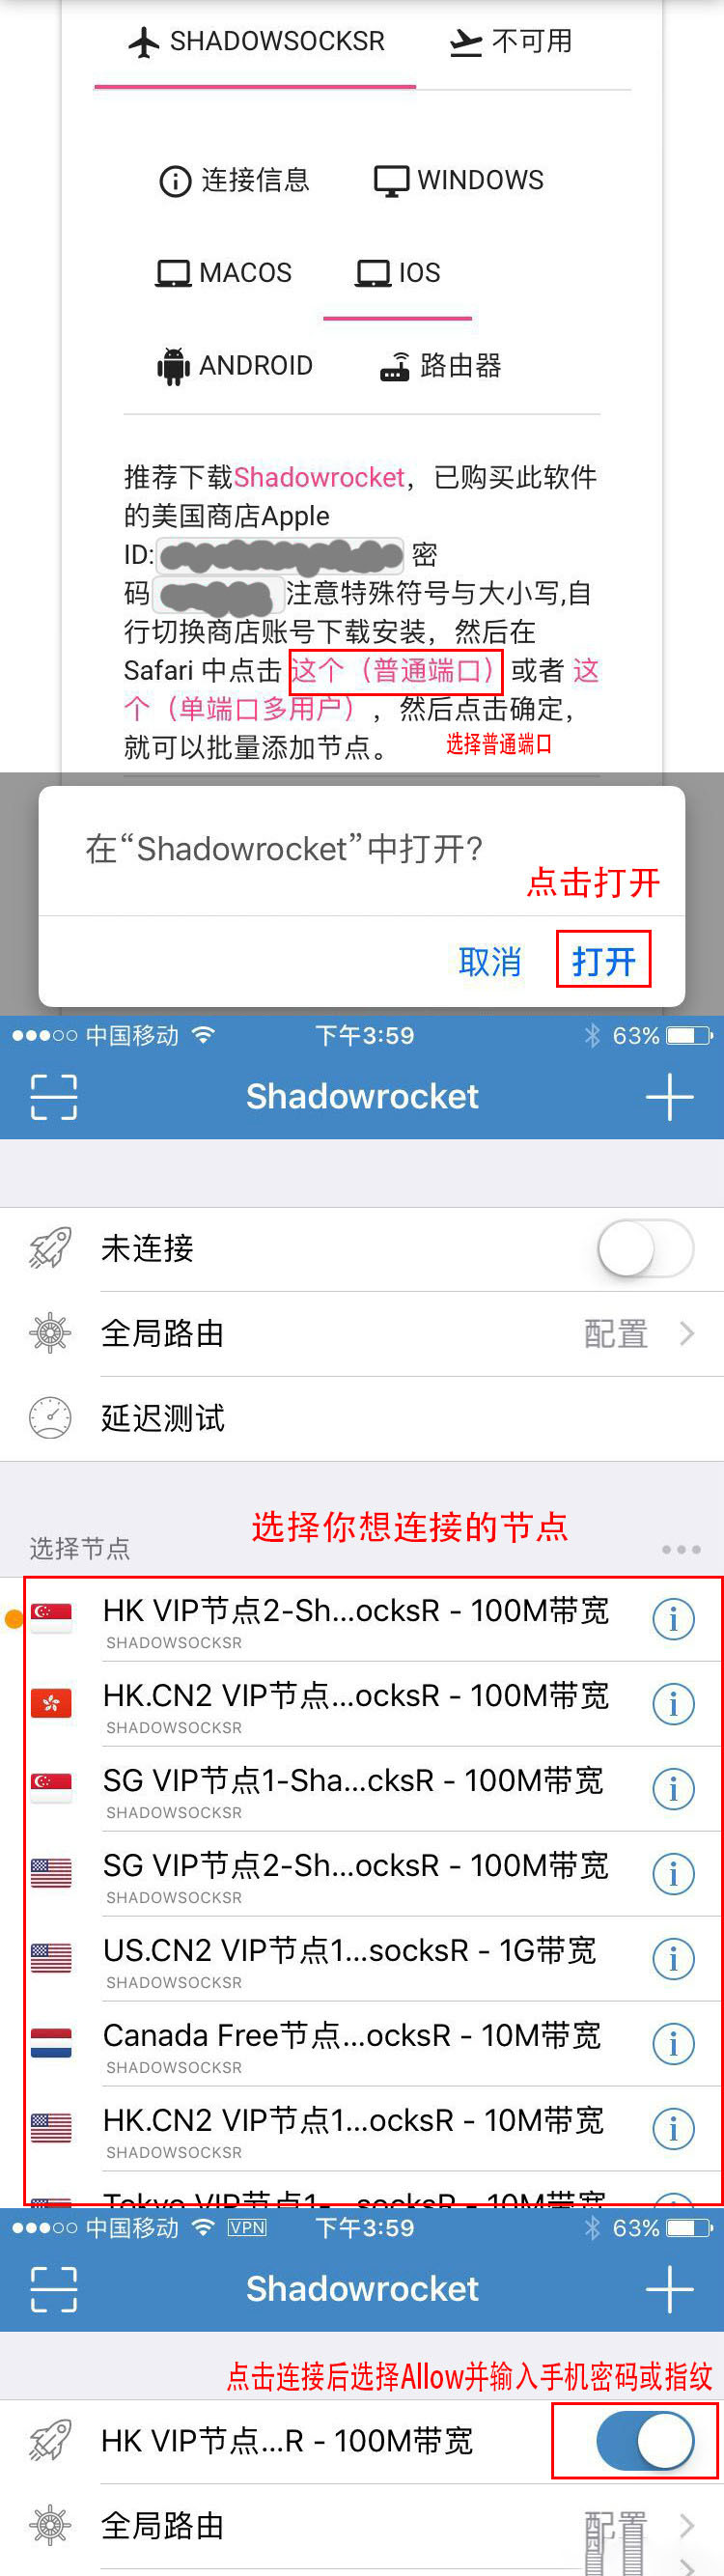 SHADOWSOCKSR 不可用
连接信息 WINDOWS
MACOS IOS
ANDROID 路由器
推荐下载Shadowrocket，已购买此软件
的美国商店Apple
ID: 密
码 注意特殊符号与大小写,自
行切换商店账号下载安装，然后在
Safari 中点击 这个（普通端口） 或者 这
个（单端口多用户），然后点击确定，
就可以批量添加节点。 选择普通端口
在“Shadowrocket”中打开?
点击打开
取消 打开
中国移动 下午3:59 63%
Shadowrocket
未连接
全局路由 配置
延迟测试
选择你想连接的节点
选择节点
HK VIP节点2-Sh...ocksR - 100M带宽
SHADOWSOCKSR
HK.CN2 VIP节点...ocksR - 100M带宽
SHADOWSOCKSR
SG VIP节点1-Sha...cksR - 100M带宽
SHADOWSOCKSR
SG VIP节点2-Sh...ocksR - 100M带宽
SHADOWSOCKSR
US.CN2 VIP节点1...socksR - 1G带宽
SHADOWSOCKSR
Canada Free节点...ocksR - 10M带宽
SHADOWSOCKSR
HK.CN2 VIP节点1...ocksR - 10M带宽
SHADOWSOCKSR
Tokyo VIP节点1-...socksR - 10M带宽
中国移动 VPN 下午3:59 63%
Shadowrocket
点击连接后选择Allow并输入手机密码或指纹
HK VIP节点...R - 100M带宽
全局路由 配置